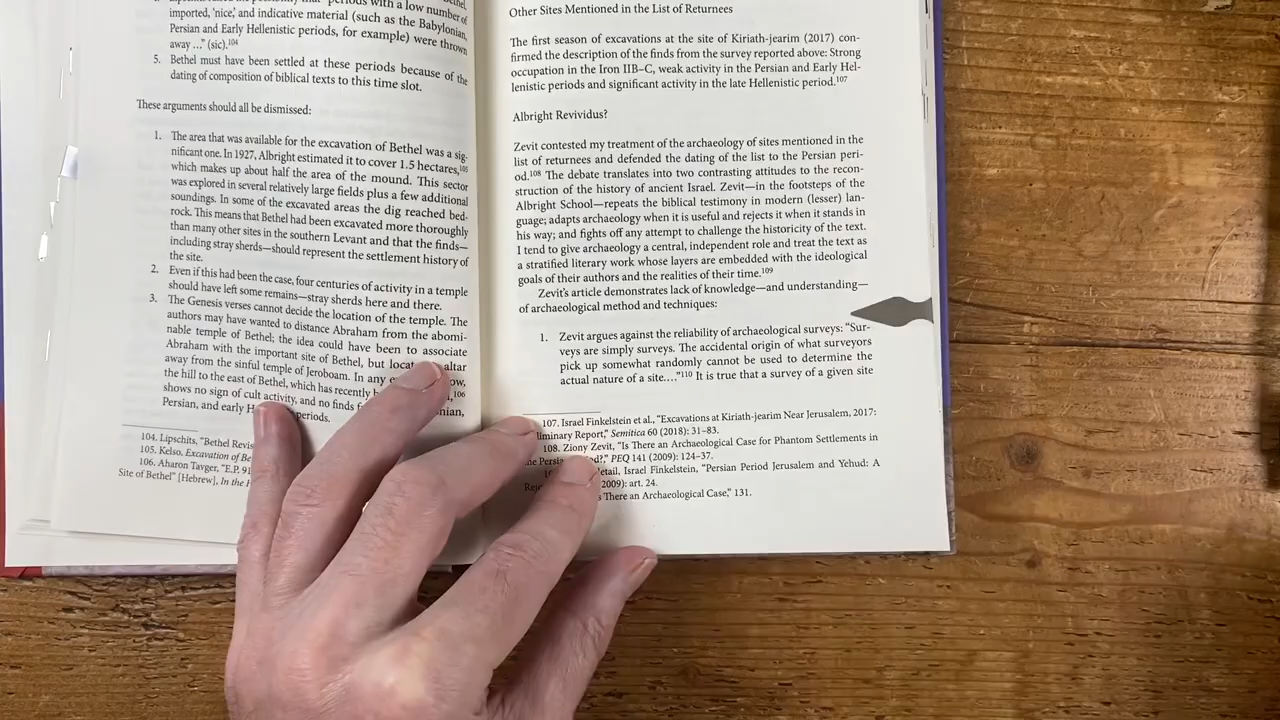 periods with a low number of
imported, 'nice,' and indicative material (such as the Babylonian,
Persian and Early Hellenistic periods, for example) were thrown
away ..." (sic).104
5. Bethel must have been settled at these periods because of the
dating of composition of biblical texts to this time slot.
These arguments should all be dismissed:
1. The area that was available for the excavation of Bethel was a sig-
nificant one. In 1927, Albright estimated it to cover 1.5 hectares,105
which makes up about half the area of the mound. This sector
was explored in several relatively large fields plus a few additional
soundings. In some of the excavated areas the dig reached bed-
rock. This means that Bethel had been excavated more thoroughly
than many other sites in the southern Levant and that the finds—
including stray sherds—should represent the settlement history of
the site.
2. Even if this had been the case, four centuries of activity in a temple
should have left some remains—stray sherds here and there.
3. The Genesis verses cannot decide the location of the temple. The
authors may have wanted to distance Abraham from the abomi-
nable temple of Bethel; the idea could have been to associate
Abraham with the important site of Bethel, but altar
away from the sinful temple of Jeroboam. In any
the hill to the east of Bethel, which has recently 106
shows no sign of cult activity, and no finds
Persian, and early periods.
104. Lipschits, "Bethel
105. Kelso, Excavation of
106. Aharon Tavger, "E.P.
Site of Bethel" [Hebrew], In the
Other Sites Mentioned in the List of Returnees
The first season of excavations at the site of Kiriath-jearim (2017) con-
firmed the description of the finds from the survey reported above: Strong
occupation in the Iron IIB–C, weak activity in the Persian and Early Hel-
lenistic periods and significant activity in the late Hellenistic period.107
Albright Revividus?
Zevit contested my treatment of the archaeology of sites mentioned in the
list of returnees and defended the dating of the list to the Persian peri-
od.108 The debate translates into two contrasting attitudes to the recon-
struction of the history of ancient Israel. Zevit—in the footsteps of the
Albright School—repeats the biblical testimony in modern (lesser) lan-
guage; adapts archaeology when it is useful and rejects it when it stands in
his way; and fights off any attempt to challenge the historicity of the text.
I tend to give archaeology a central, independent role and treat the text as
a stratified literary work whose layers are embedded with the ideological
goals of their authors and the realities of their time.109
Zevit's article demonstrates lack of knowledge—and understanding—
of archaeological method and techniques:
1. Zevit argues against the reliability of archaeological surveys: "Sur-
veys are simply surveys. The accidental origin of what surveyors
pick up somewhat randomly cannot be used to determine the
actual nature of a site...."110 It is true that a survey of a given site
107. Israel Finkelstein et al., "Excavations at Kiriath-jearim Near Jerusalem, 2017:
liminary Report," Semitica 60 (2018): 31–83.
108. Ziony Zevit, "Is There an Archaeological Case for Phantom Settlements in
PEQ 141 (2009): 124–37.
Israel Finkelstein, "Persian Period Jerusalem and Yehud: A
2009): art. 24.
There an Archaeological Case," 131.